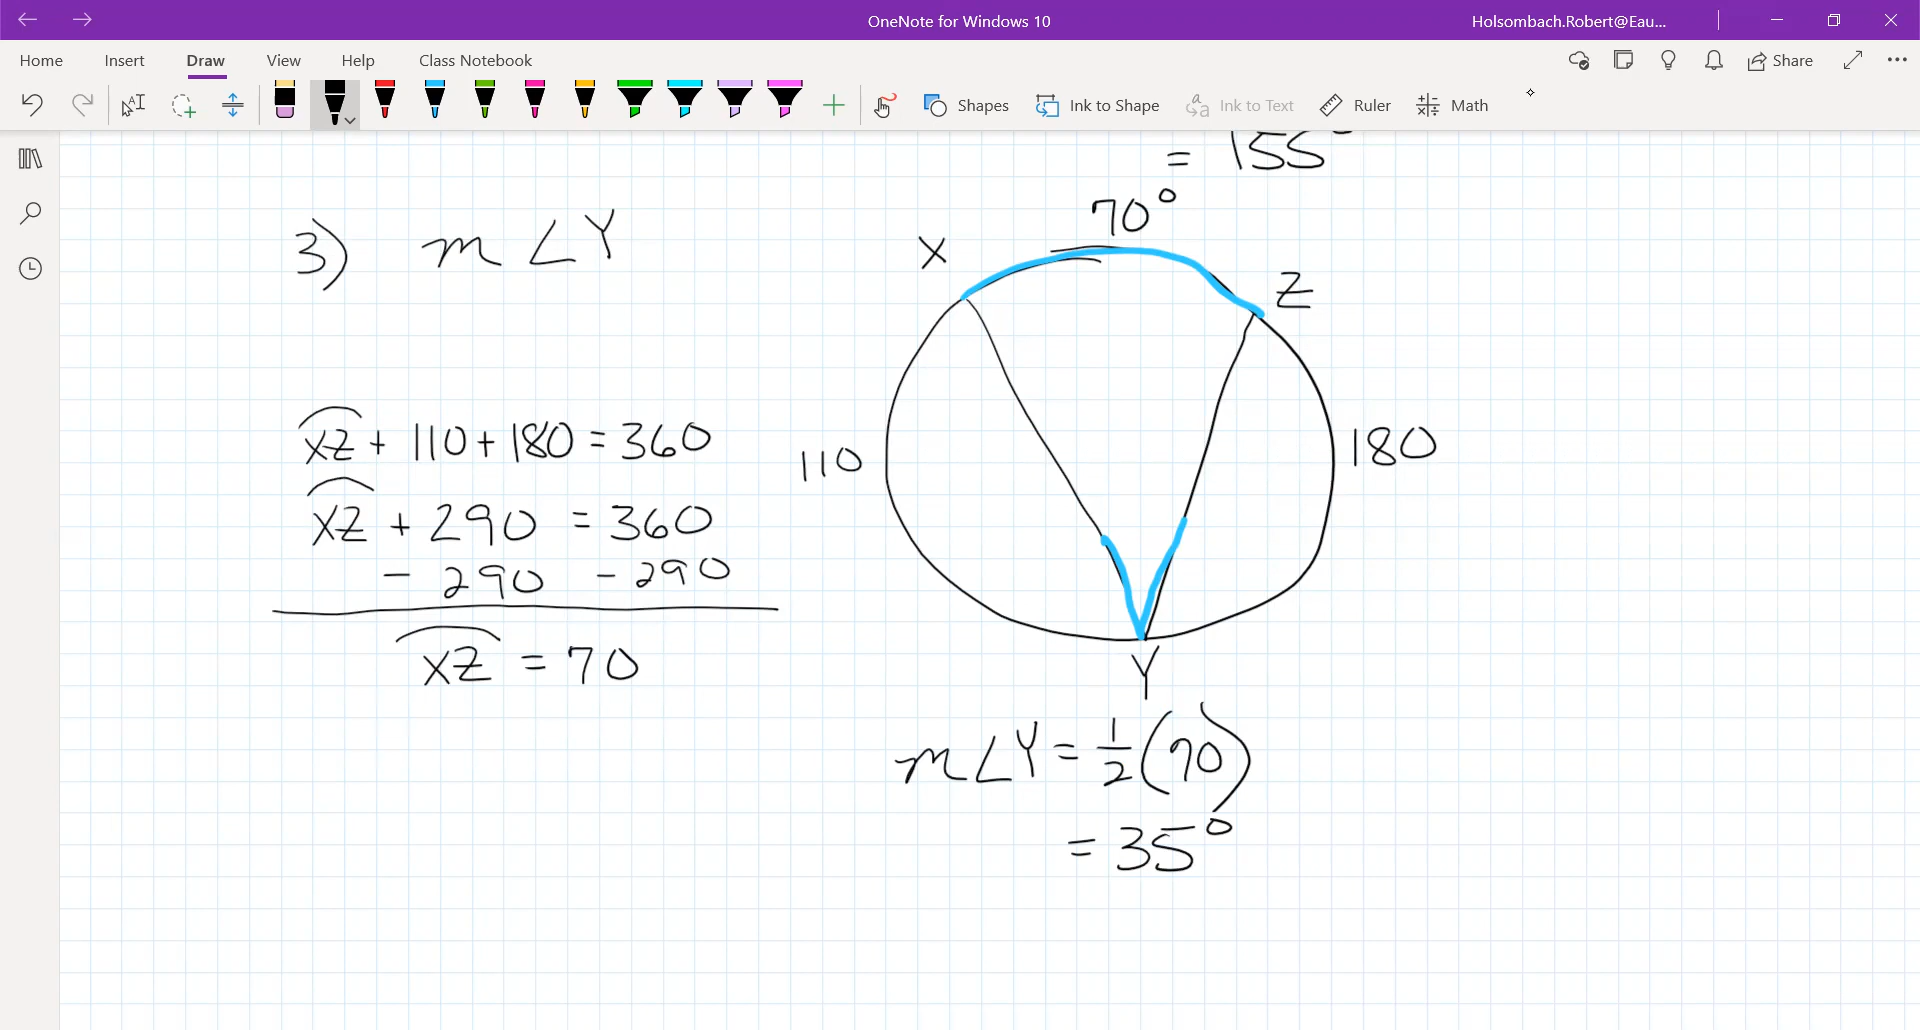 OneNote for Windows 10
Holsombach.Robert@Eau...
Home Insert Draw View Help Class Notebook
Share
Shapes
Ink to Shape
Ink to Text
Ruler
Math
= 155°
3) m∠Y
70°
X
Z
110
180
Y
XZ + 110 + 180 = 360
XZ + 290 = 360
- 290 - 290
XZ = 70
m∠Y = 1/2 (70)
= 35°